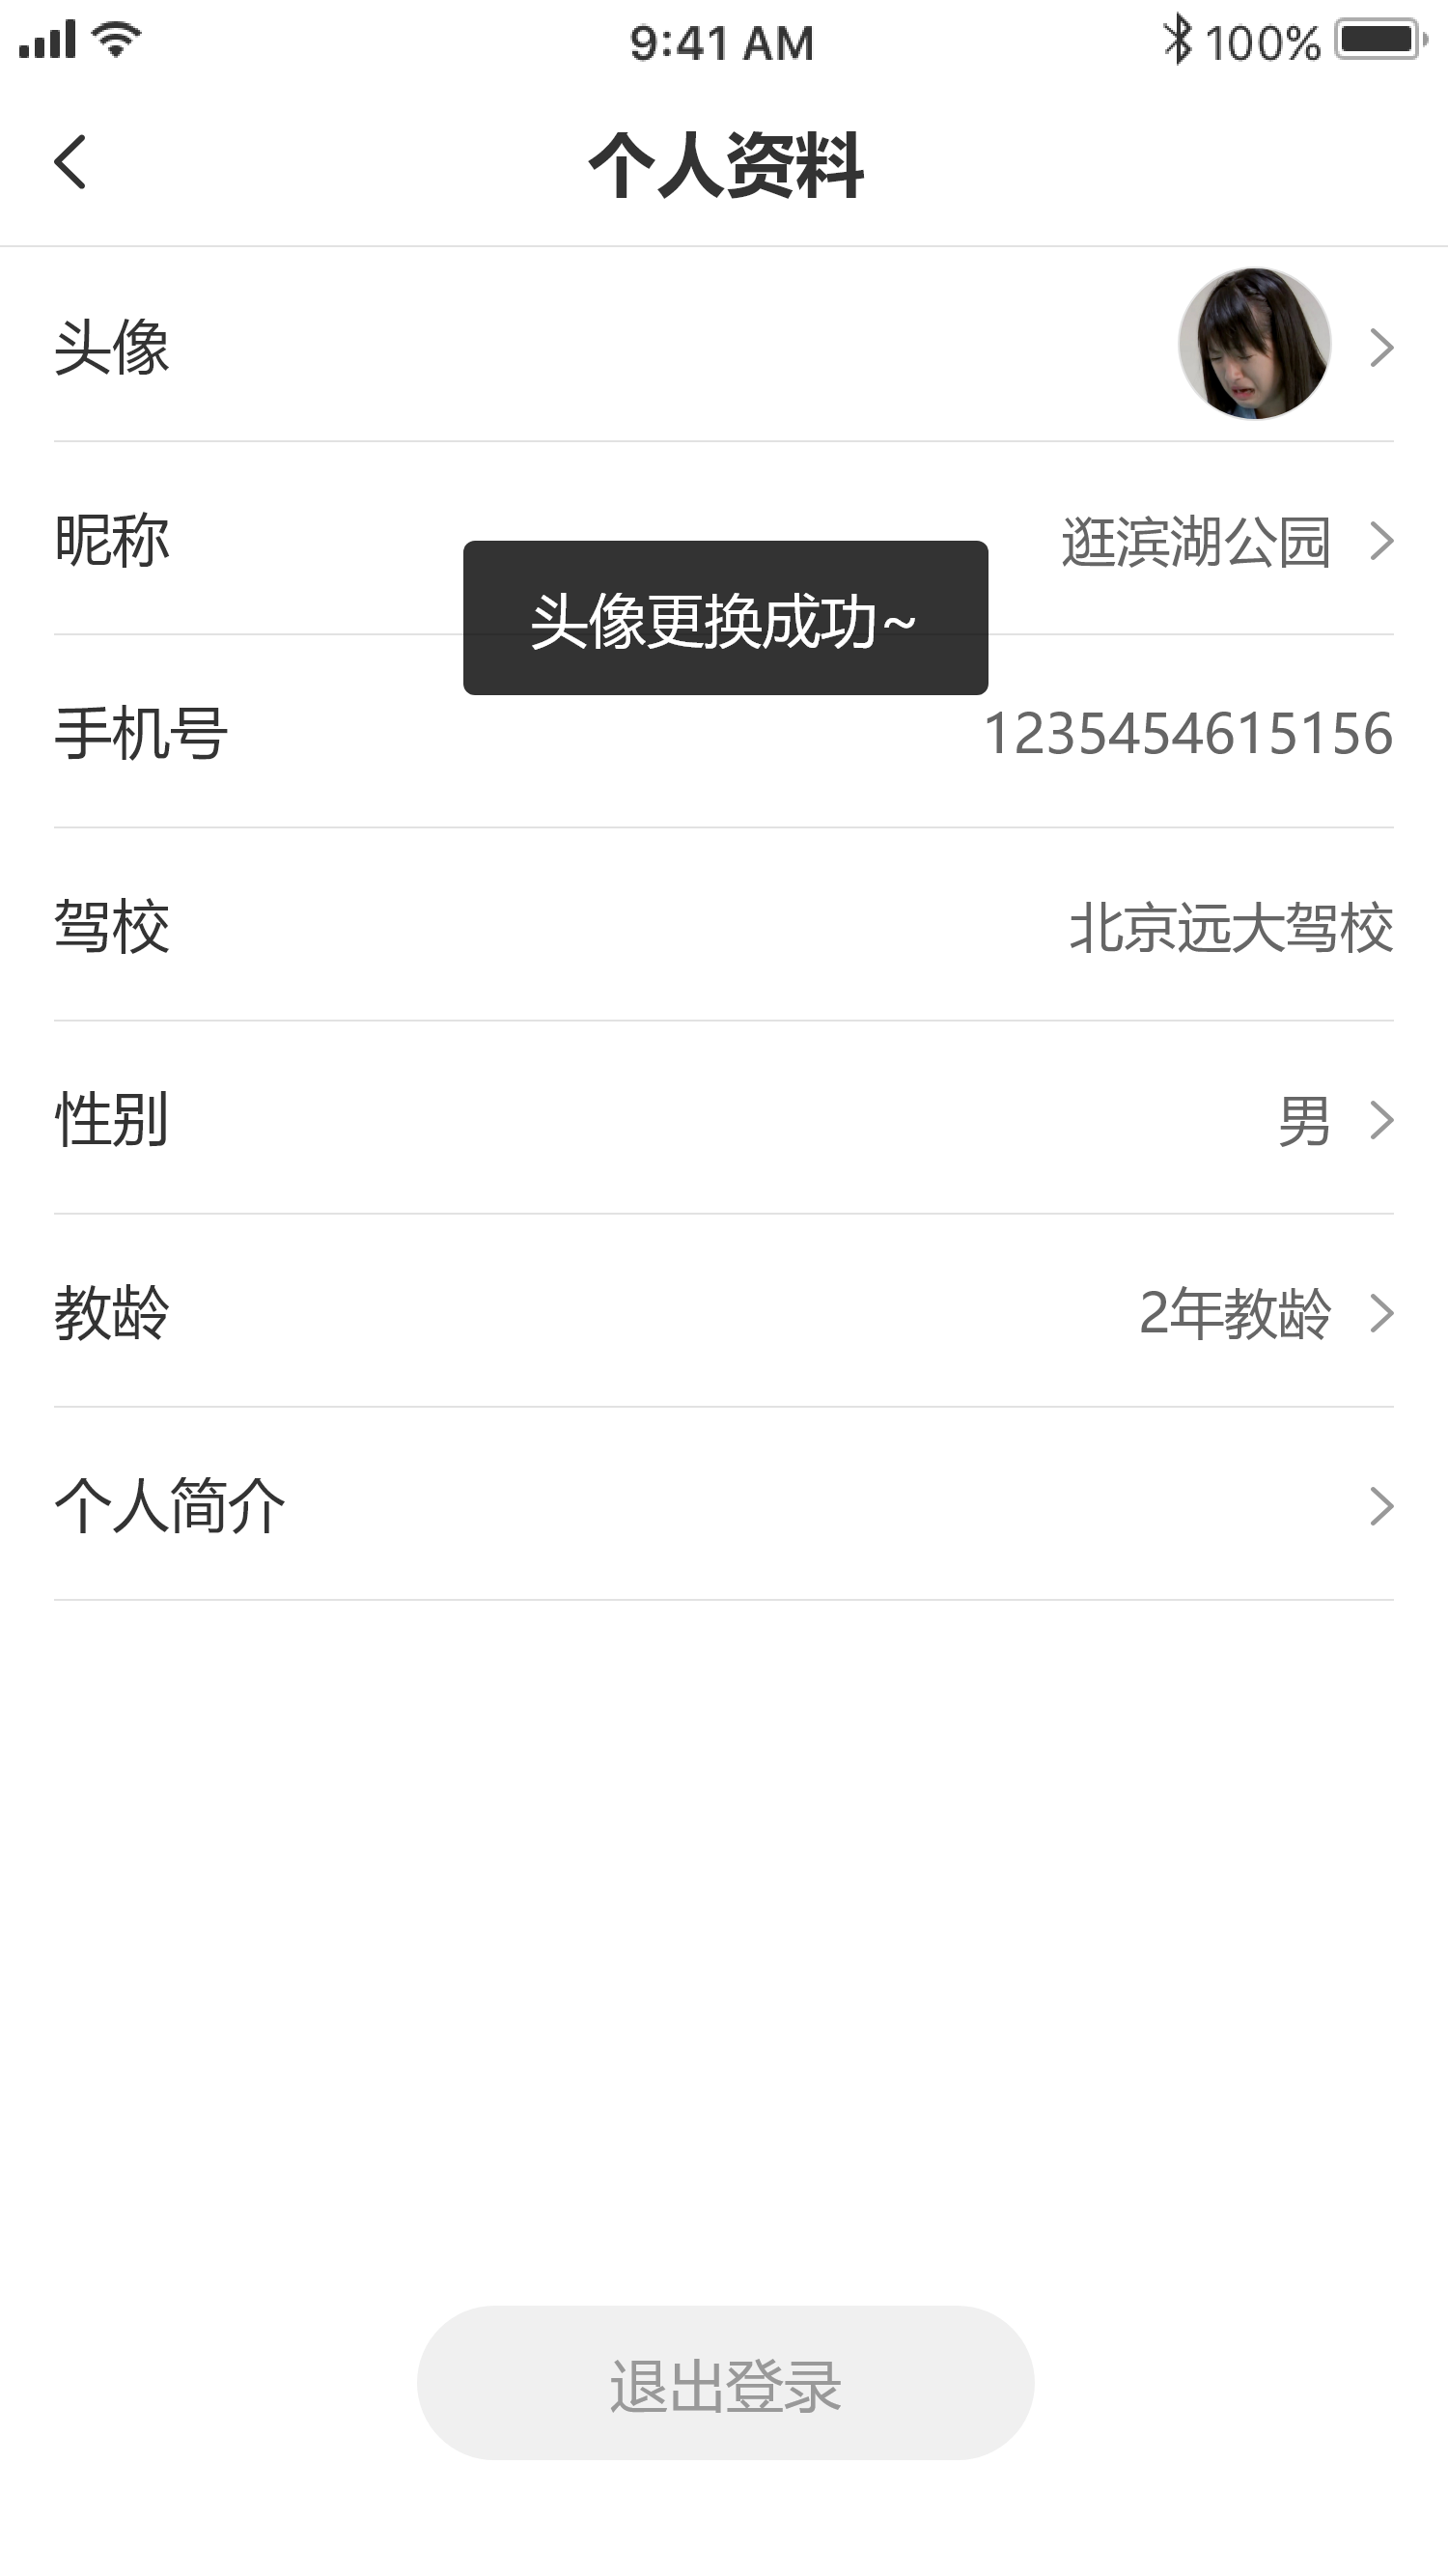 9:41 AM
100%
个人资料
头像
昵称
逛滨湖公园
头像更换成功~
手机号
1235454615156
驾校
北京远大驾校
性别
男
教龄
2年教龄
个人简介
退出登录